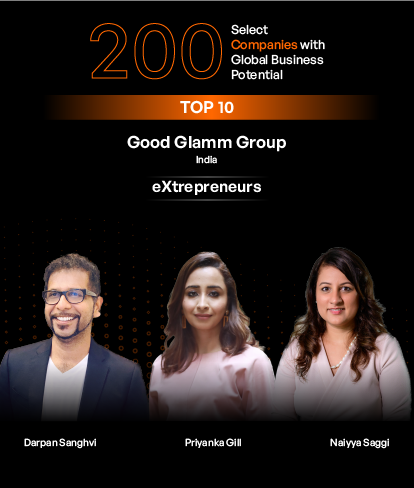 200
Select
Companies with
Global Business
Potential
TOP 10
Good Glamm Group
India
eXtrepreneurs
Darpan Sanghvi
Priyanka Gill
Naiyya Saggi